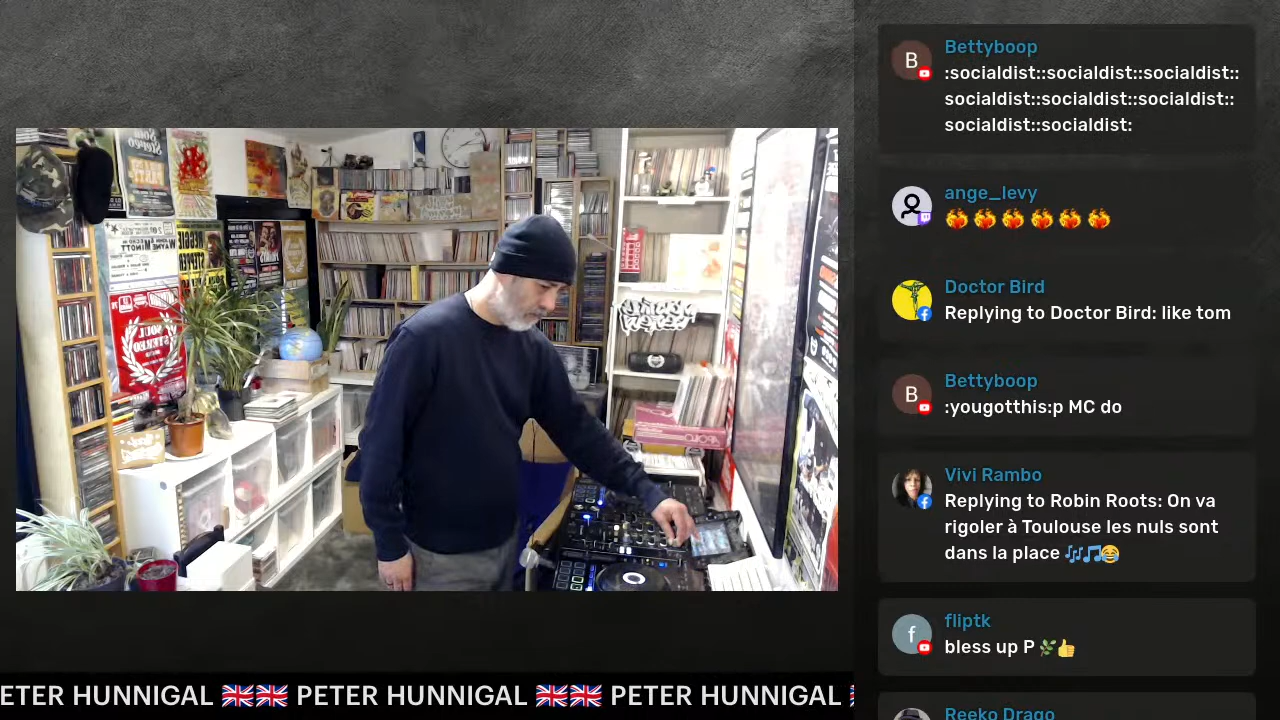 Bettyboop
:socialdist::socialdist::socialdist::
socialdist::socialdist::socialdist::
socialdist::socialdist:
ange_levy
Doctor Bird
Replying to Doctor Bird: like tom
Bettyboop
:yougotthis:p MC do
Vivi Rambo
Replying to Robin Roots: On va
rigoler à Toulouse les nuls sont
dans la place 🎶🎵😂
fliptk
bless up P 🌿👍
Reeko Drago
ETER HUNNIGAL 🇬🇧🇬🇧 PETER HUNNIGAL 🇬🇧🇬🇧 PETER HUNNIGAL